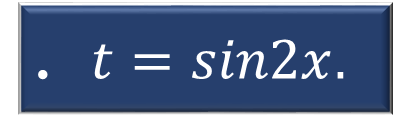 . t = sin2x.